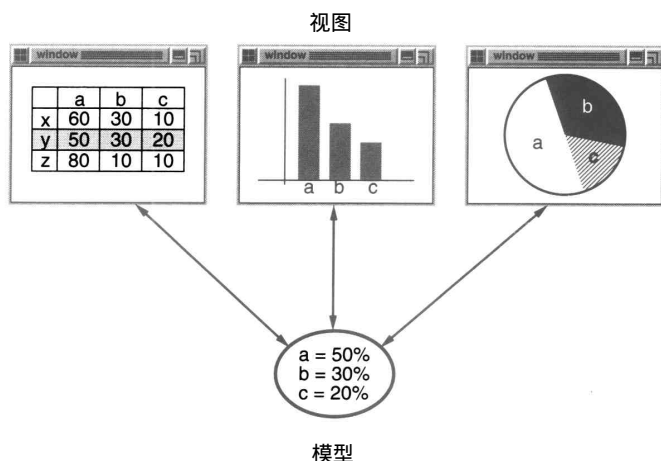 视图
window
a b c
x 60 30 10
y 50 30 20
z 80 10 10
window
a b c
window
a
b
c
a = 50%
b = 30%
c = 20%
模型